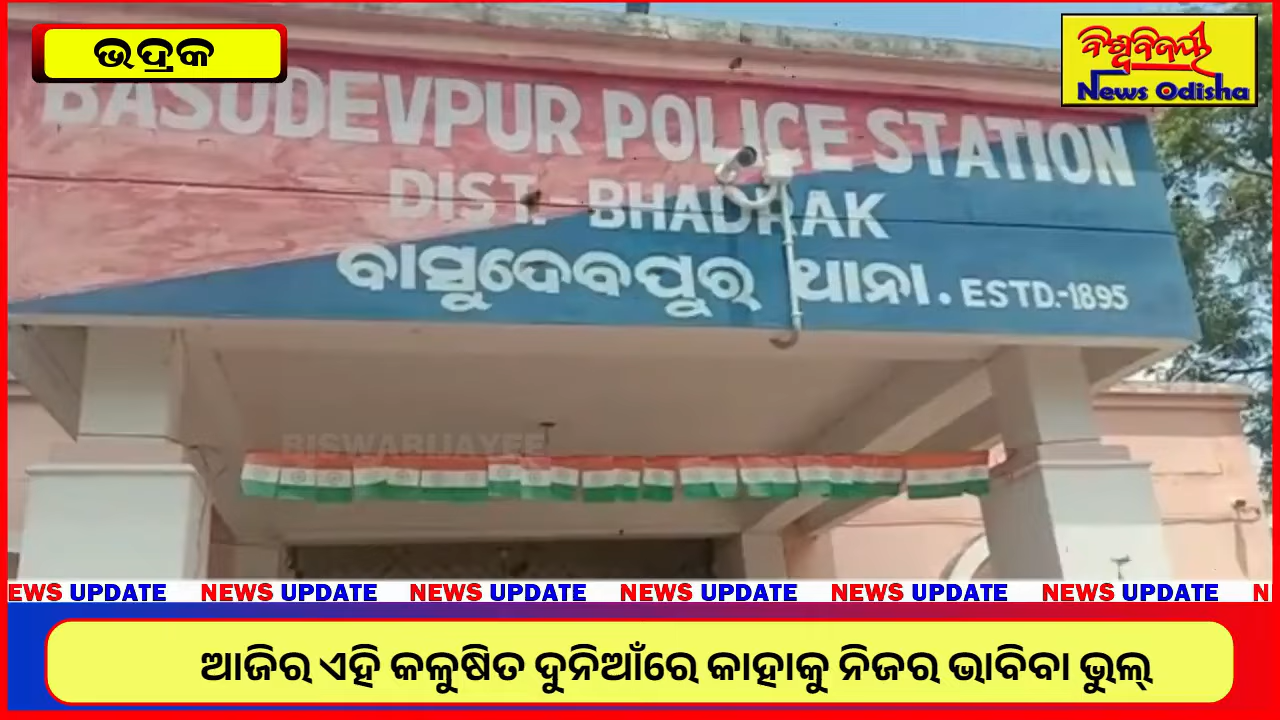 ଭଦ୍ରକ
ବିଶ୍ୱବିଜୟୀ
News Odisha
BASUDEVPUR POLICE STATION
DIST. BHADRAK
ବାସୁଦେବପୁର ଥାନା. ESTD.-1895
BISWABIJAYEE
EWS UPDATE NEWS UPDATE NEWS UPDATE NEWS UPDATE NEWS UPDATE NEWS UPDATE N
ଆଜିର ଏହି କଳୁଷିତ ଦୁନିଆଁରେ କାହାକୁ ନିଜର ଭାବିବା ଭୁଲ୍